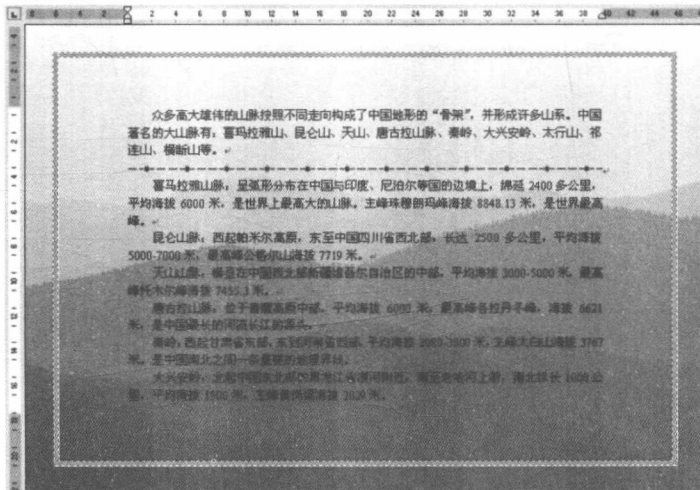 众多高大雄伟的山脉按照不同走向构成了中国地形的“骨架”，并形成许多山系。中国
著名的大山脉有：喜玛拉雅山、昆仑山、天山、唐古拉山脉、秦岭、大兴安岭、太行山、祁
连山、横断山等。
喜马拉雅山脉：呈弧形分布在中国与印度、尼泊尔等国的边境上，绵延 2400 多公里，
平均海拔 6000 米，是世界上最高大的山脉。主峰珠穆朗玛峰海拔 8848.13 米，是世界最高
峰。
昆仑山脉：西起帕米尔高原，东至中国四川省西北部，长达 2500 多公里，平均海拔
5000-7000 米，最高峰公格尔山海拔 7719 米。
天山山脉：横亘在中国西北部新疆维吾尔自治区的中部，平均海拔 3000-5000 米，最高
峰托木尔峰海拔 7455.3 米。
唐古拉山脉：位于青藏高原中部，平均海拔 6000 米，最高峰各拉丹冬峰，海拔 6621
米，是中国最长的河流长江的源头。
秦岭：西起甘肃省东部，东到河南省西部，平均海拔 2000-3000 米，主峰太白山海拔 3767
米。是中国南北之间一条重要的地理界线。
大兴安岭：北起中国东北部的黑龙江省漠河附近，南至老哈河上游，南北纵长 1000 公
里，平均海拔 1500 米，主峰黄岗梁海拔 2029 米。